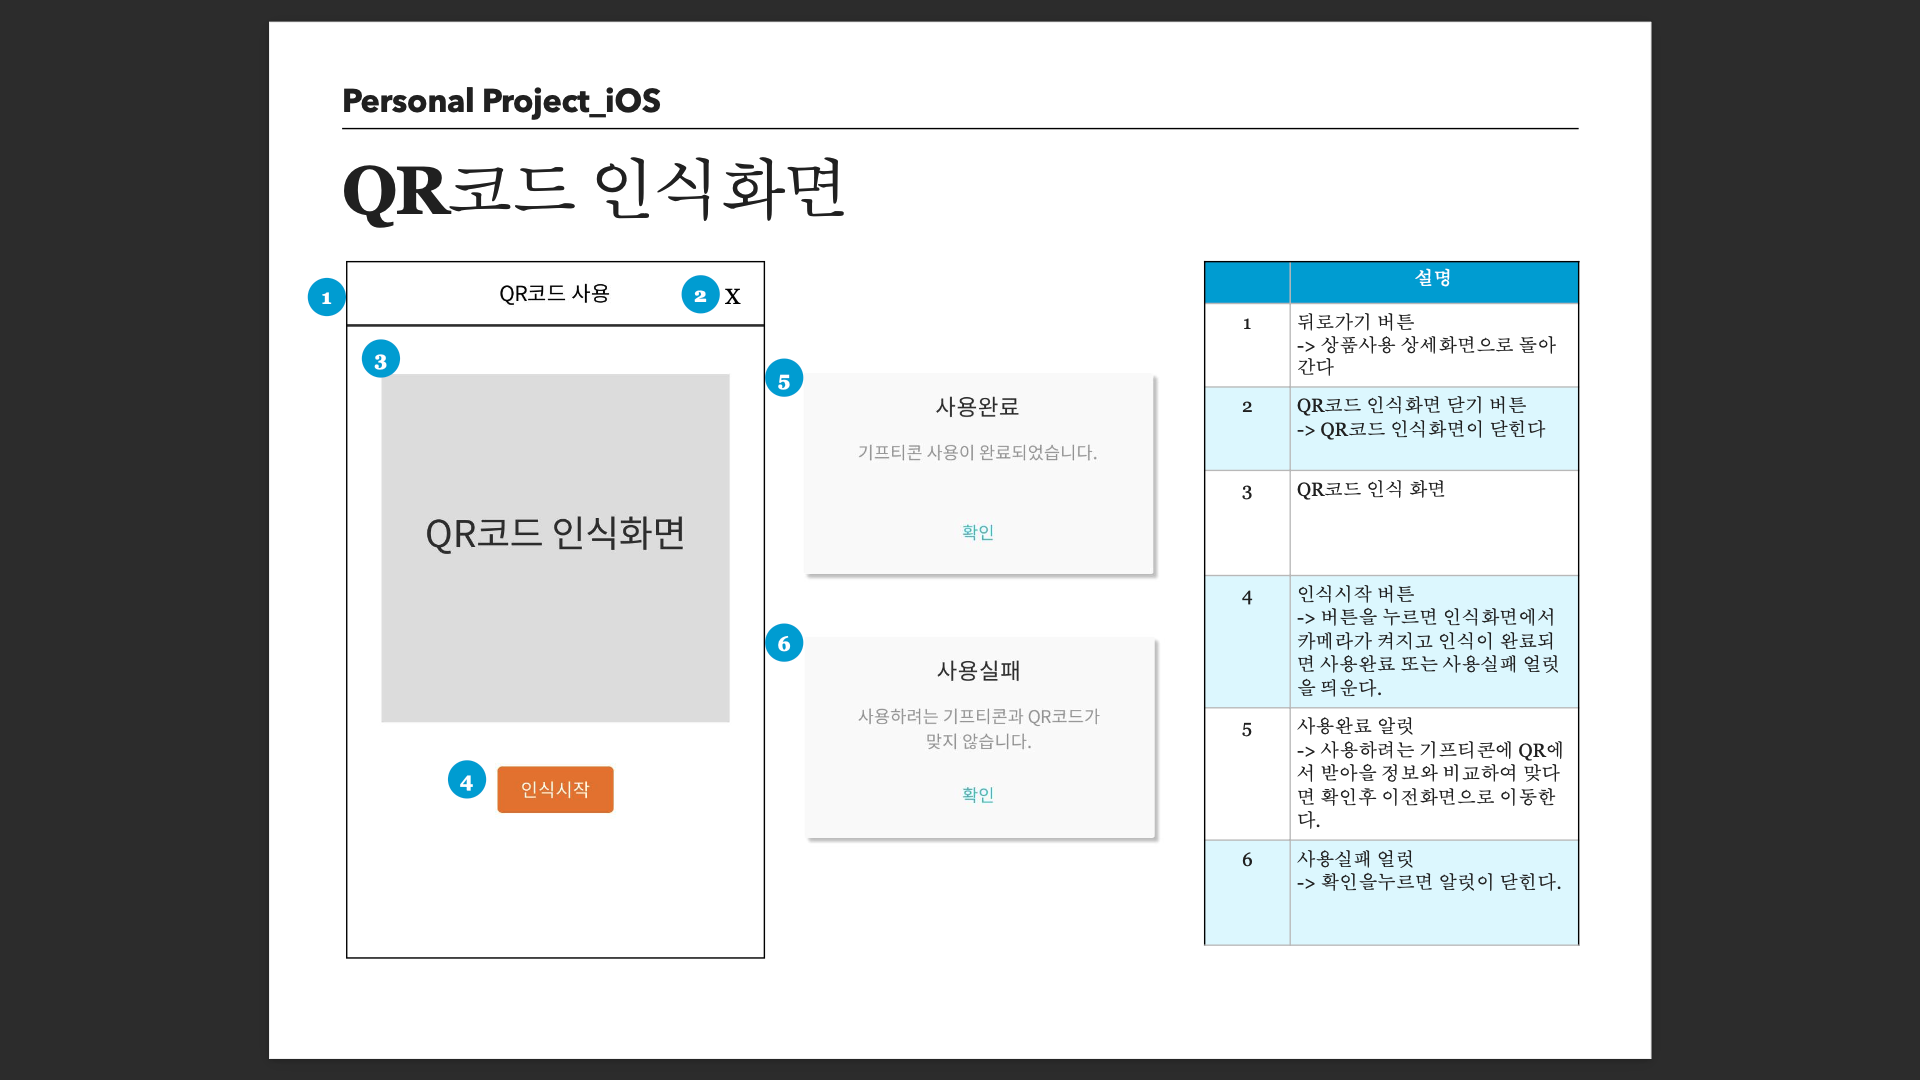 Personal Project_iOS
QR코드 인식화면
1
QR코드 사용
2
X
3
QR코드 인식화면
4
인식시작
5
사용완료
기프티콘 사용이 완료되었습니다.
확인
6
사용실패
사용하려는 기프티콘과 QR코드가
맞지 않습니다.
확인
설명
1
뒤로가기 버튼
-> 상품사용 상세화면으로 돌아
간다
2
QR코드 인식화면 닫기 버튼
-> QR코드 인식화면이 닫힌다
3
QR코드 인식 화면
4
인식시작 버튼
-> 버튼을 누르면 인식화면에서
카메라가 켜지고 인식이 완료되
면 사용완료 또는 사용실패 얼럿
을 띄운다.
5
사용완료 알럿
-> 사용하려는 기프티콘에 QR에
서 받아을 정보와 비교하여 맞다
면 확인후 이전화면으로 이동한
다.
6
사용실패 얼럿
-> 확인을누르면 알럿이 닫힌다.